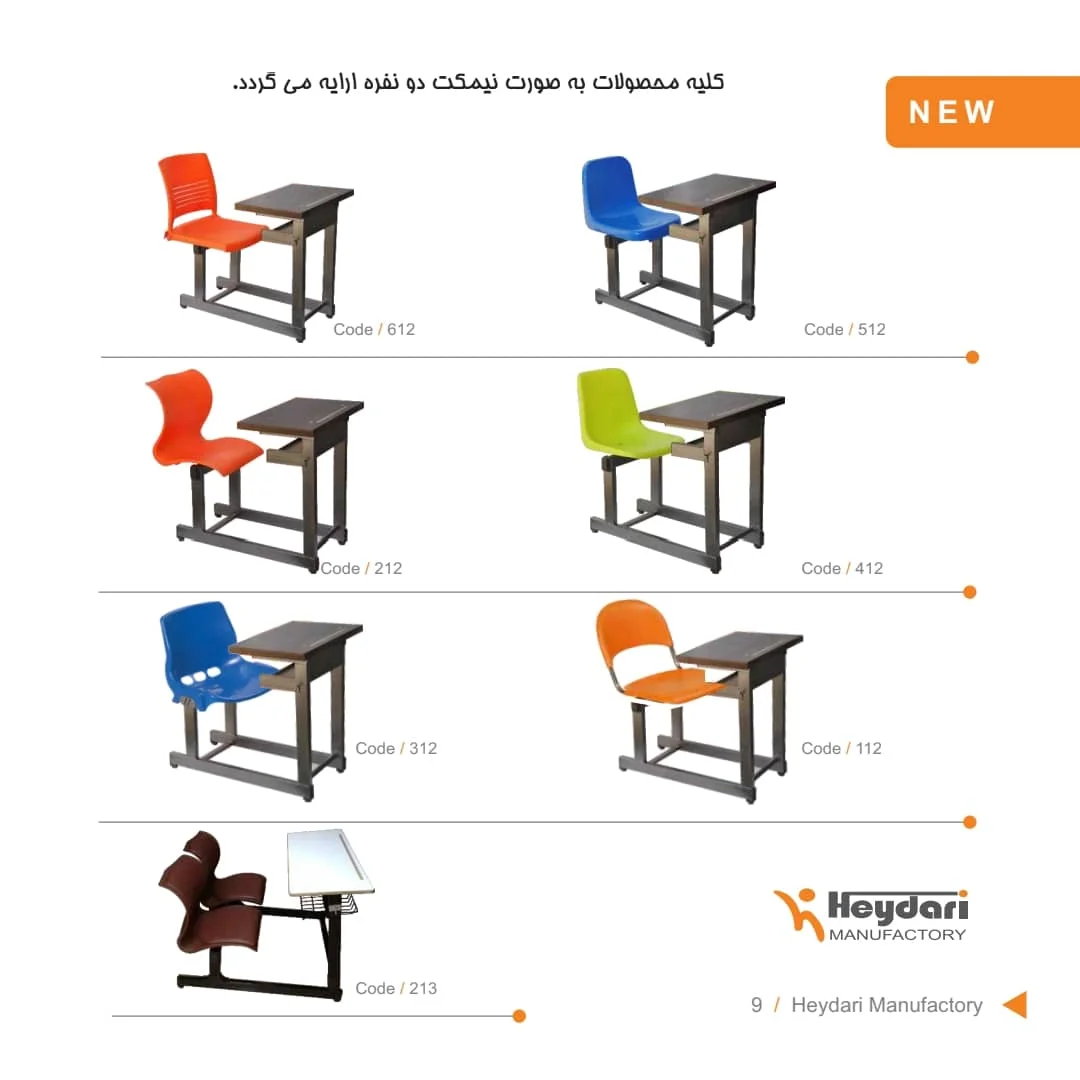 کلیه محصولات به صورت نیمکت دو نفره ارایه می گردد.
NEW
Code / 612
Code / 512
Code / 212
Code / 412
Code / 312
Code / 112
Code / 213
Heydari
MANUFACTORY
9 / Heydari Manufactory